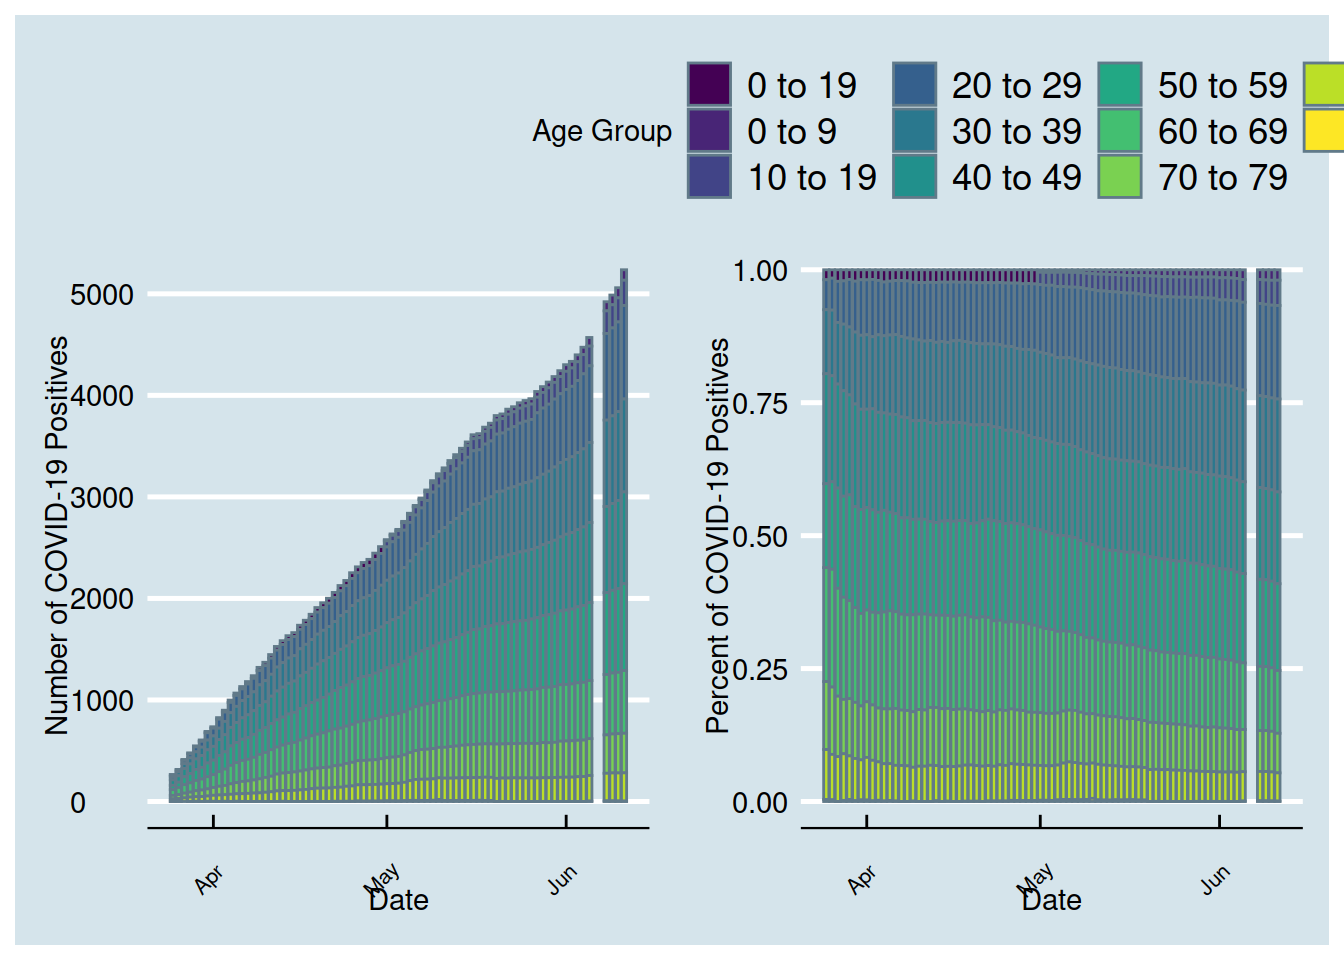 Age Group
0 to 19
0 to 9
10 to 19
20 to 29
30 to 39
40 to 49
50 to 59
60 to 69
70 to 79
Number of COVID-19 Positives
5000
4000
3000
2000
1000
0
Apr
May
Jun
Date
Percent of COVID-19 Positives
1.00
0.75
0.50
0.25
0.00
Apr
May
Jun
Date